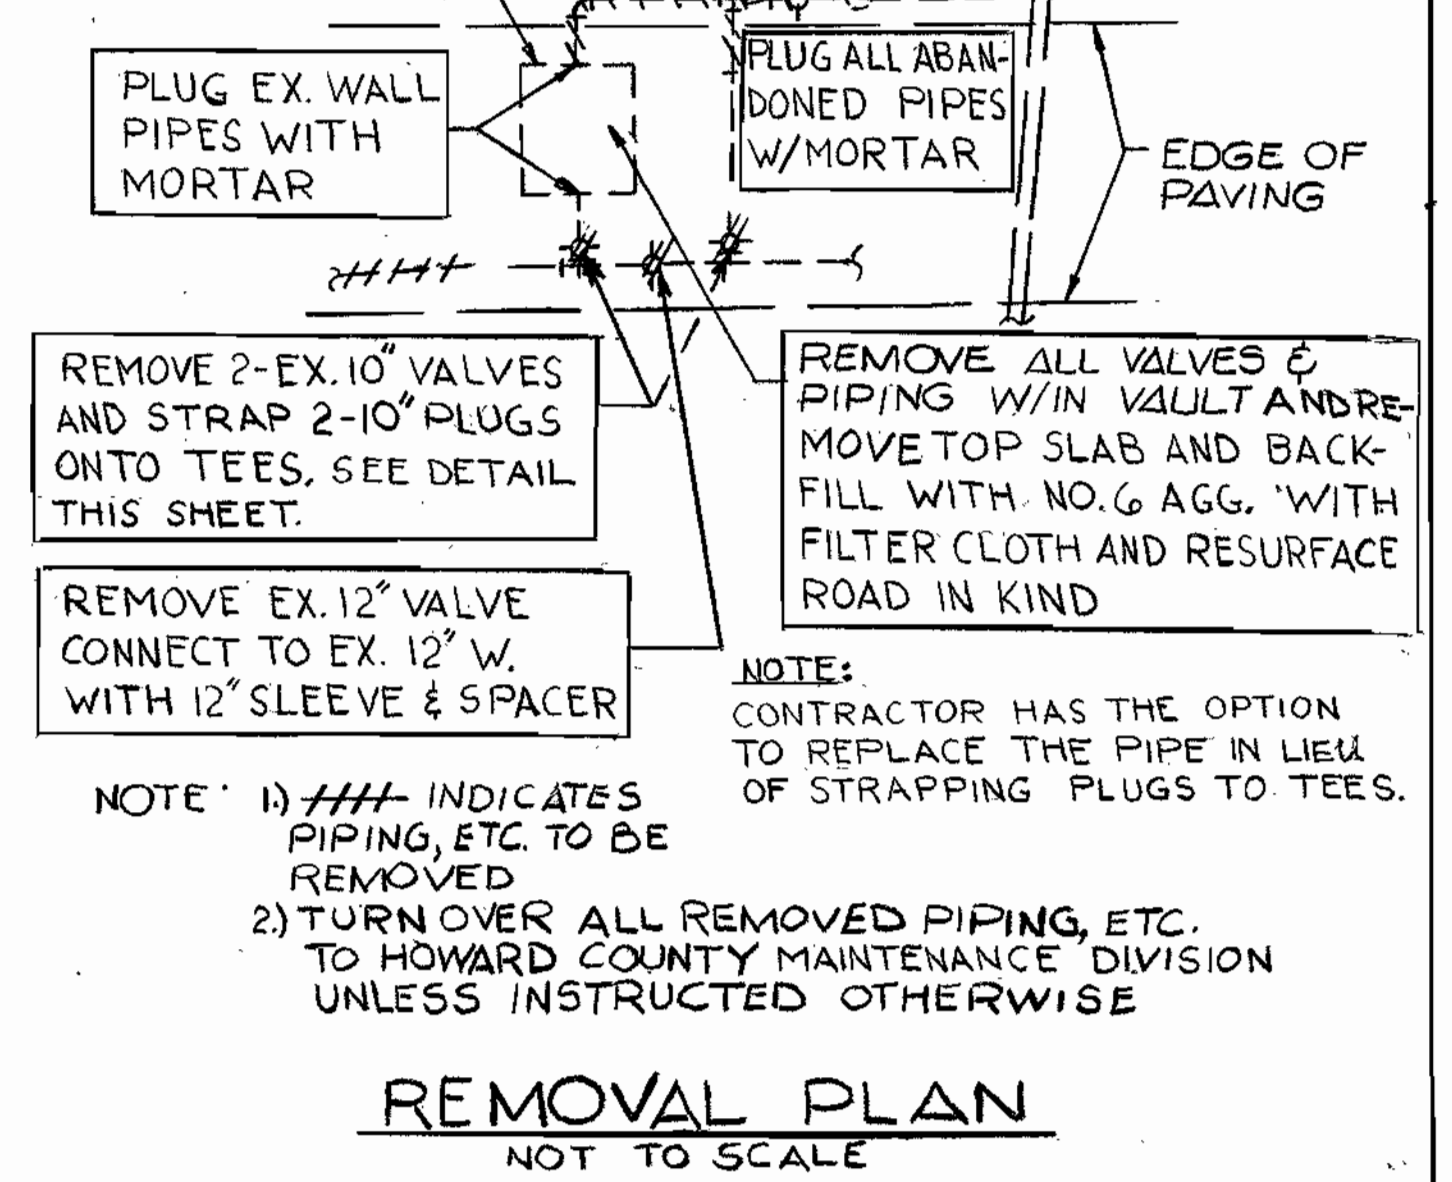 PLUG EX. WALL
PIPES WITH
MORTAR
PLUG ALL ABAN-
DONED PIPES
W/MORTAR
EDGE OF
PAVING
REMOVE 2-EX. 10" VALVES
AND STRAP 2-10" PLUGS
ONTO TEES. SEE DETAIL
THIS SHEET.
REMOVE ALL VALVES &
PIPING W/IN VAULT AND RE-
MOVE TOP SLAB AND BACK-
FILL WITH NO. 6 AGG. WITH
FILTER CLOTH AND RESURFACE
ROAD IN KIND
REMOVE EX. 12" VALVE
CONNECT TO EX. 12" W.
WITH 12" SLEEVE & SPACER
NOTE:
CONTRACTOR HAS THE OPTION
TO REPLACE THE PIPE IN LIEU
OF STRAPPING PLUGS TO TEES.
NOTE: 1.) INDICATES
PIPING, ETC. TO BE
REMOVED
2.) TURN OVER ALL REMOVED PIPING, ETC.
TO HOWARD COUNTY MAINTENANCE DIVISION
UNLESS INSTRUCTED OTHERWISE
REMOVAL PLAN
NOT TO SCALE